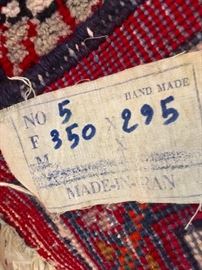 HAND MADE
NO 5
F 350 X 295
M X
MADE-IN-IRAN